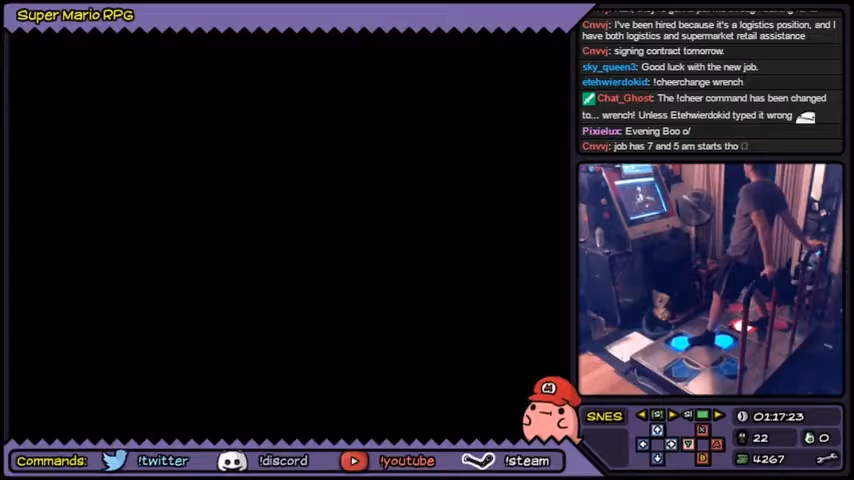 Super Mario RPG
Cnvvj: I've been hired because it's a logistics position, and I
have both logistics and supermarket retail assistance
Cnvvj: signing contract tomorrow.
sky_queen3: Good luck with the new job.
etehwierdokid: !cheerchange wrench
Chat_Ghost: The !cheer command has been changed
to... wrench! Unless Etehwierdokid typed it wrong
Pixielux: Evening Boo o/
Cnvvj: job has 7 and 5 am starts tho
M
SNES
X
Y
A
B
01:17:23
22
0
4267
Commands:
!twitter
!discord
!youtube
!steam